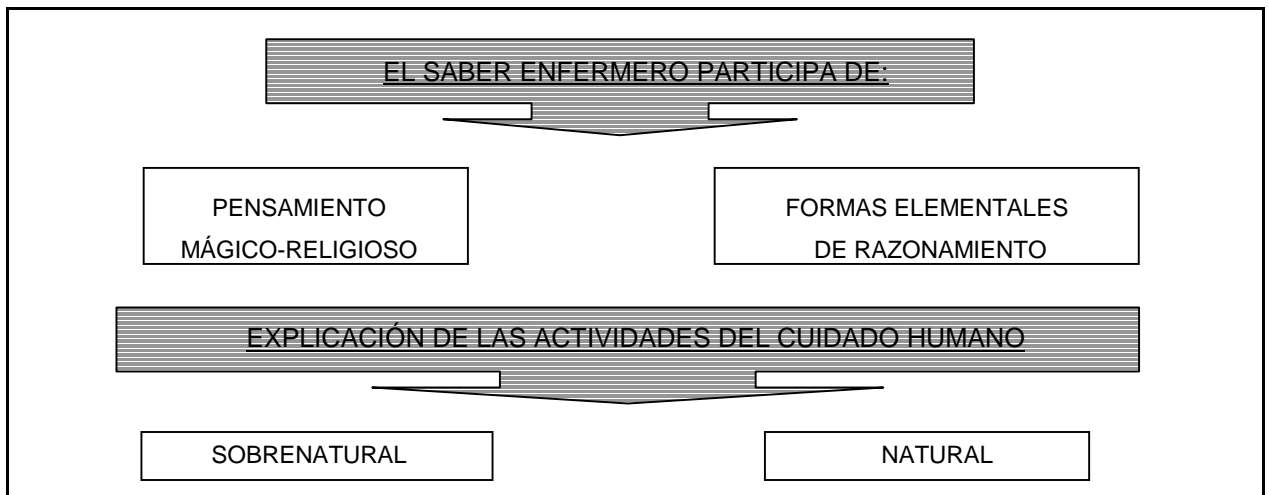 EL SABER ENFERMERO PARTICIPA DE:
PENSAMIENTO
MÁGICO-RELIGIOSO
FORMAS ELEMENTALES
DE RAZONAMIENTO
EXPLICACIÓN DE LAS ACTIVIDADES DEL CUIDADO HUMANO
SOBRENATURAL
NATURAL